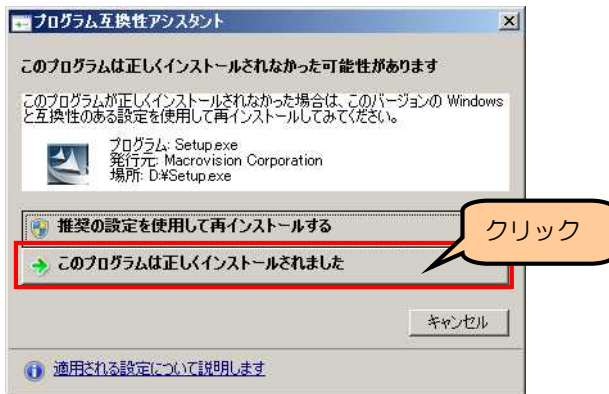 プログラム互換性アシスタント
このプログラムは正しくインストールされなかった可能性があります
このプログラムが正しくインストールされなかった場合は、このバージョンの Windows
と互換性のある設定を使用して再インストールしてみてください。
プログラム: Setup.exe
発行元: Macrovision Corporation
場所: D:¥Setup.exe
推奨の設定を使用して再インストールする
クリック
このプログラムは正しくインストールされました
キャンセル
適用される設定について説明します